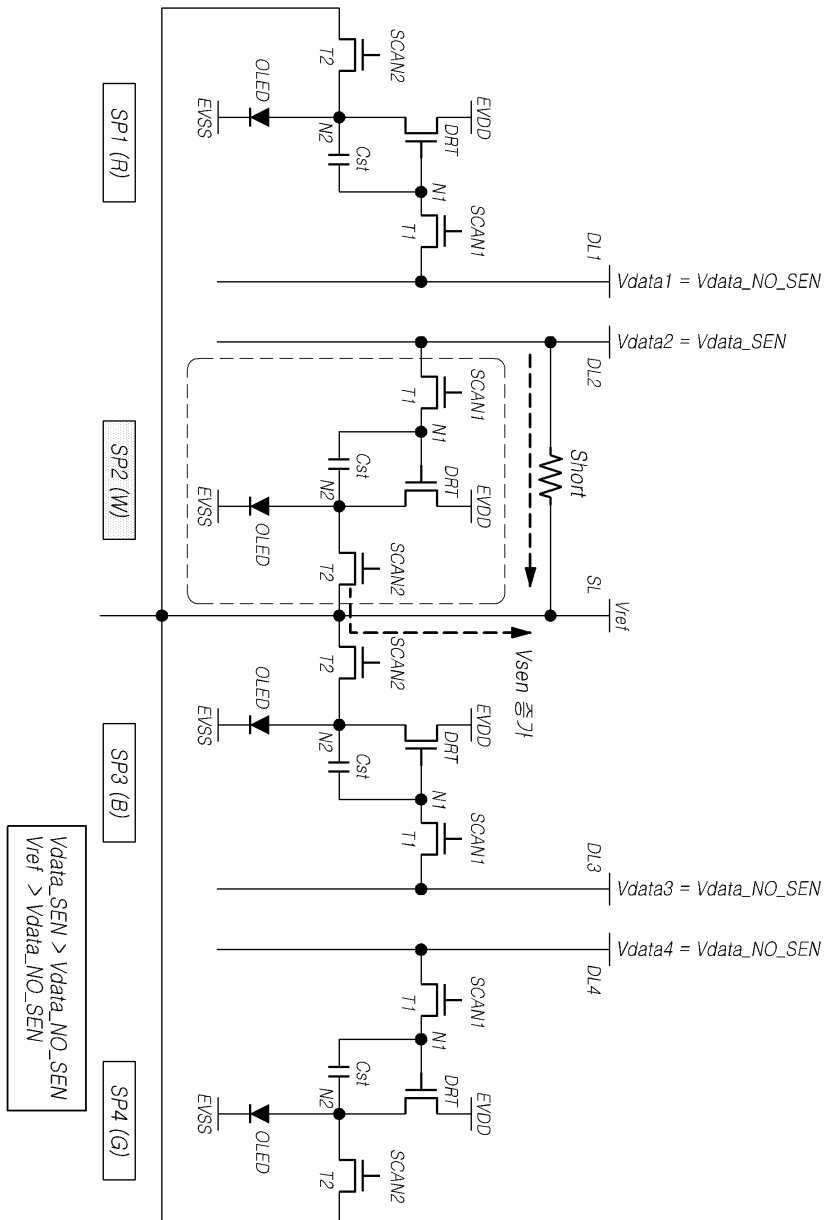 Vdata1 = Vdata_NO_SEN
DL1
SCAN1
T1
N1
EVDD
DRT
Cst
N2
SCAN2
T2
OLED
EVSS
SP1 (R)
Vdata2 = Vdata_SEN
DL2
Short
SCAN1
T1
N1
EVDD
DRT
Cst
N2
SCAN2
T2
OLED
EVSS
SP2 (W)
Vref
SL
Vsen 증가
SCAN2
T2
EVDD
DRT
N1
Cst
N2
SCAN1
T1
OLED
EVSS
SP3 (B)
DL3
Vdata3 = Vdata_NO_SEN
Vdata4 = Vdata_NO_SEN
DL4
SCAN1
T1
N1
EVDD
DRT
Cst
N2
SCAN2
T2
OLED
EVSS
SP4 (G)
Vdata_SEN > Vdata_NO_SEN
Vref > Vdata_NO_SEN